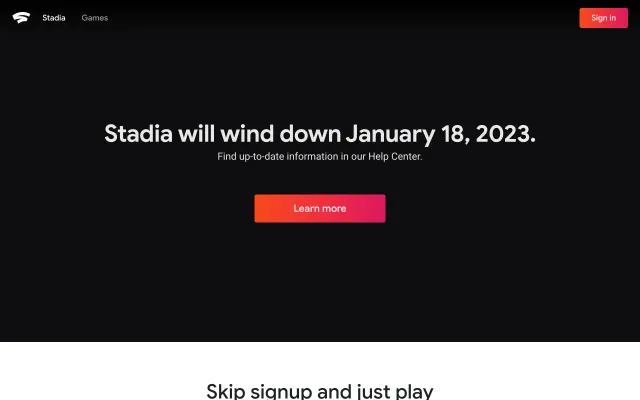 Stadia
Games
Sign in
Stadia will wind down January 18, 2023.
Find up-to-date information in our Help Center.
Learn more
Skip signup and just play